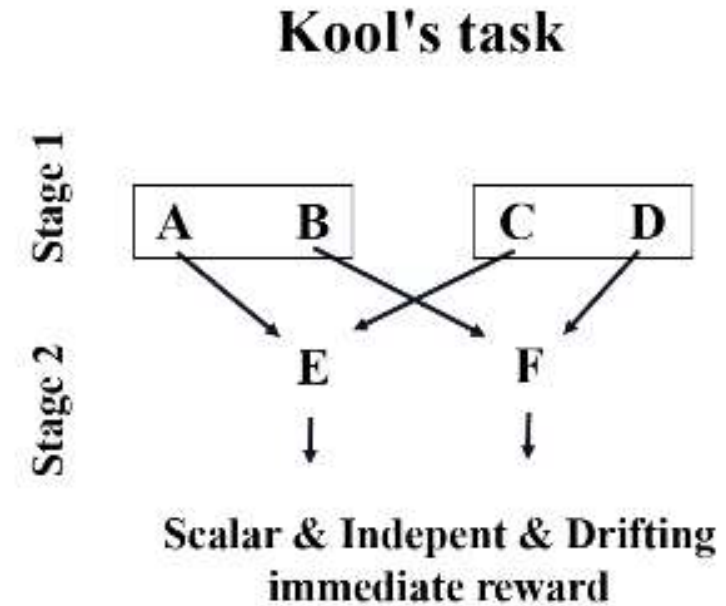 Kool's task
Stage 1
A B C D
Stage 2
E F
Scalar & Indepent & Drifting
immediate reward